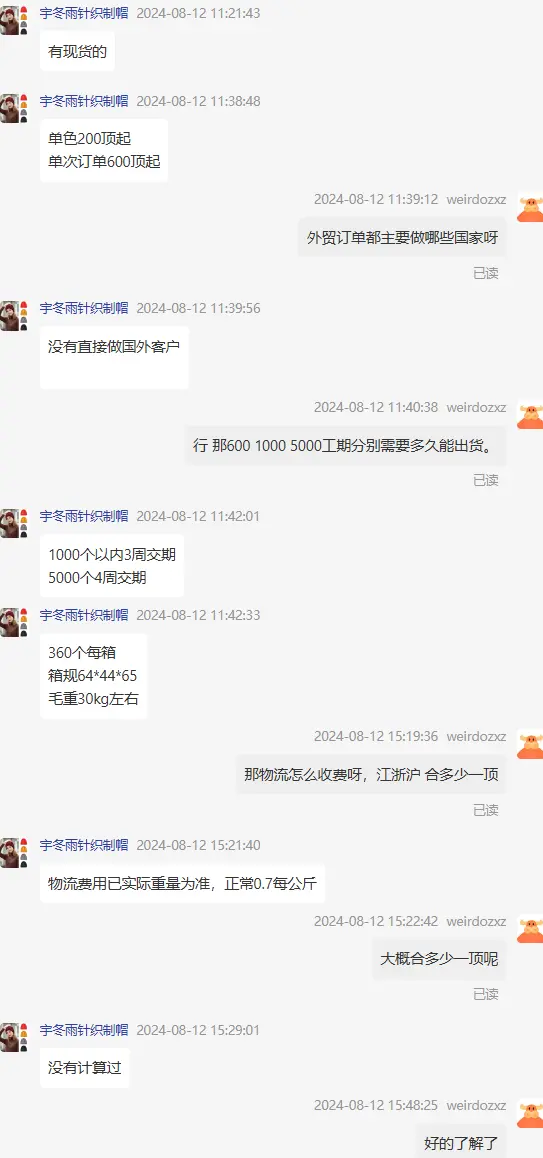 宇冬雨针织制帽 2024-08-12 11:21:43
有现货的
宇冬雨针织制帽 2024-08-12 11:38:48
单色200顶起
单次订单600顶起
2024-08-12 11:39:12 weirdozxz
外贸订单都主要做哪些国家呀
已读
宇冬雨针织制帽 2024-08-12 11:39:56
没有直接做国外客户
2024-08-12 11:40:38 weirdozxz
行 那600 1000 5000工期分别需要多久能出货。
已读
宇冬雨针织制帽 2024-08-12 11:42:01
1000个以内3周交期
5000个4周交期
宇冬雨针织制帽 2024-08-12 11:42:33
360个每箱
箱规64*44*65
毛重30kg左右
2024-08-12 15:19:36 weirdozxz
那物流怎么收费呀，江浙沪 合多少一顶
已读
宇冬雨针织制帽 2024-08-12 15:21:40
物流费用已实际重量为准，正常0.7每公斤
2024-08-12 15:22:42 weirdozxz
大概合多少一顶呢
已读
宇冬雨针织制帽 2024-08-12 15:29:01
没有计算过
2024-08-12 15:48:25 weirdozxz
好的了解了